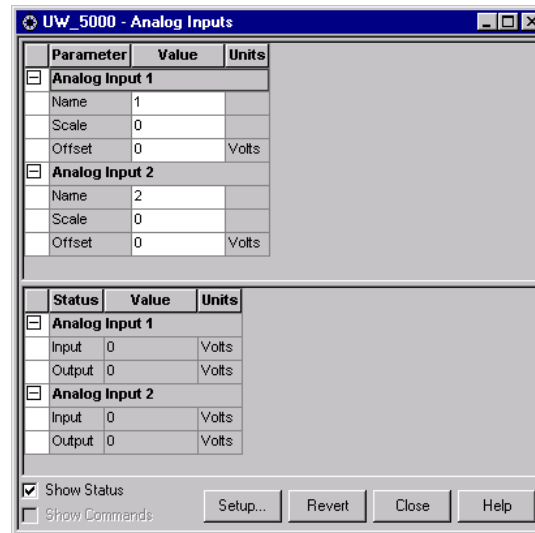 UW_5000 - Analog Inputs
Parameter Value Units
Analog Input 1
Name 1
Scale 0
Offset 0 Volts
Analog Input 2
Name 2
Scale 0
Offset 0 Volts
Status Value Units
Analog Input 1
Input 0 Volts
Output 0 Volts
Analog Input 2
Input 0 Volts
Output 0 Volts
Show Status
Show Commands
Setup... Revert Close Help